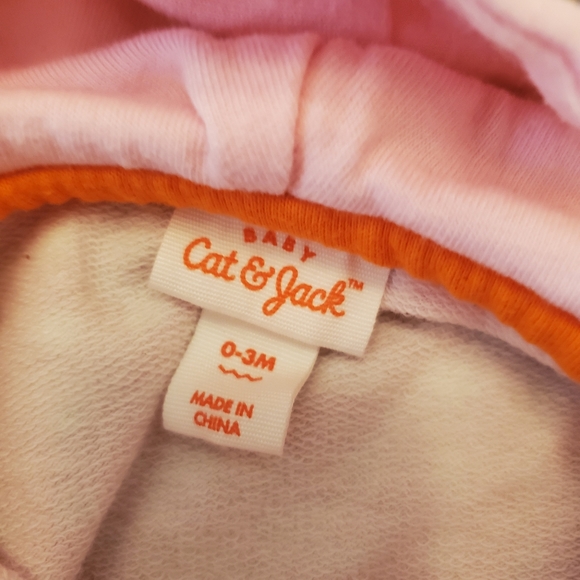 BABY
Cat & Jack™
0-3M
MADE IN
CHINA